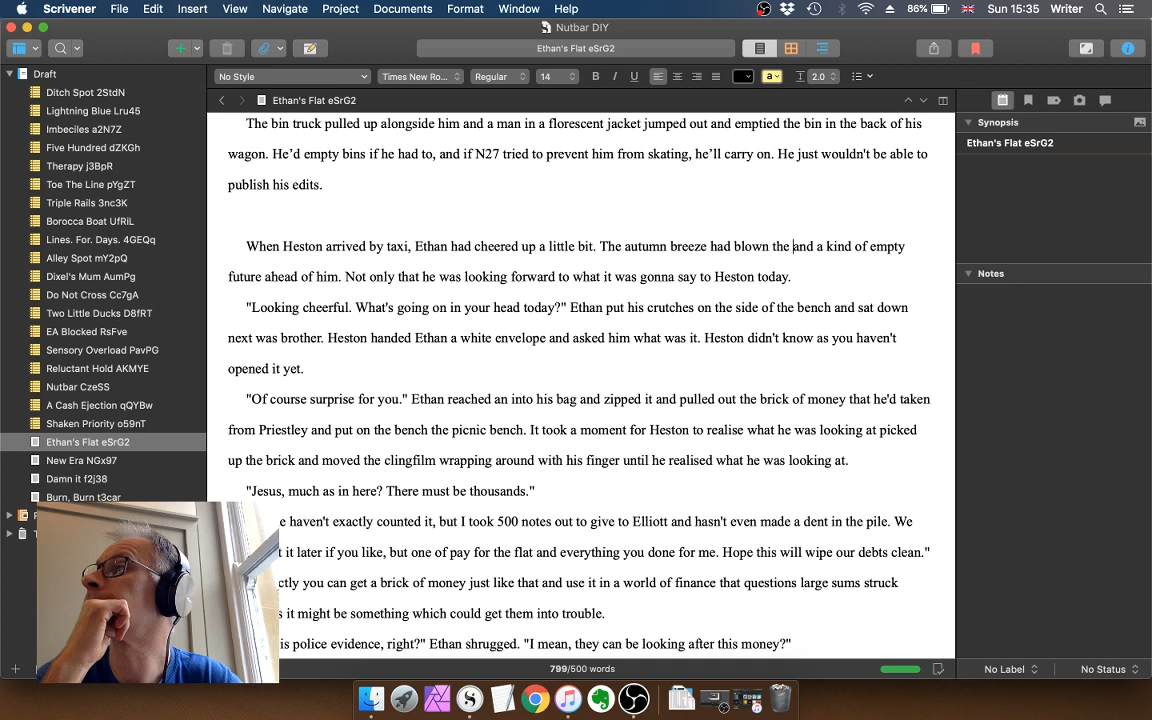 Scrivener File Edit Insert View Navigate Project Documents Format Window Help 86% Sun 15:35 Writer
Nutbar DIY
Ethan's Flat eSrG2
No Style Times New Ro... Regular 14 B I U a 2.0
Ethan's Flat eSrG2
Draft
Ditch Spot 2StdN
Lightning Blue Lru45
Imbeciles a2N7Z
Five Hundred dZKGh
Therapy j3BpR
Toe The Line pYgZT
Triple Rails 3nc3K
Borocca Boat UfRiL
Lines. For. Days. 4GEQq
Alley Spot mY2pQ
Dixel's Mum AumPg
Do Not Cross Cc7gA
Two Little Ducks D8fRT
EA Blocked RsFve
Sensory Overload PavPG
Reluctant Hold AKMYE
Nutbar CzeSS
A Cash Ejection qQYBw
Shaken Priority o59nT
Ethan's Flat eSrG2
New Era NGx97
Damn it f2j38
Burn, Burn t3car
The bin truck pulled up alongside him and a man in a florescent jacket jumped out and emptied the bin in the back of his
wagon. He’d empty bins if he had to, and if N27 tried to prevent him from skating, he’ll carry on. He just wouldn't be able to
publish his edits.
When Heston arrived by taxi, Ethan had cheered up a little bit. The autumn breeze had blown the and a kind of empty
future ahead of him. Not only that he was looking forward to what it was gonna say to Heston today.
"Looking cheerful. What's going on in your head today?" Ethan put his crutches on the side of the bench and sat down
next was brother. Heston handed Ethan a white envelope and asked him what was it. Heston didn't know as you haven't
opened it yet.
"Of course surprise for you." Ethan reached an into his bag and zipped it and pulled out the brick of money that he'd taken
from Priestley and put on the bench the picnic bench. It took a moment for Heston to realise what he was looking at picked
up the brick and moved the clingfilm wrapping around with his finger until he realised what he was looking at.
"Jesus, much as in here? There must be thousands."
e haven't exactly counted it, but I took 500 notes out to give to Elliott and hasn't even made a dent in the pile. We
t it later if you like, but one of pay for the flat and everything you done for me. Hope this will wipe our debts clean."
ctly you can get a brick of money just like that and use it in a world of finance that questions large sums struck
s it might be something which could get them into trouble.
is police evidence, right?" Ethan shrugged. "I mean, they can be looking after this money?"
799/500 words
Synopsis
Ethan's Flat eSrG2
Notes
No Label No Status